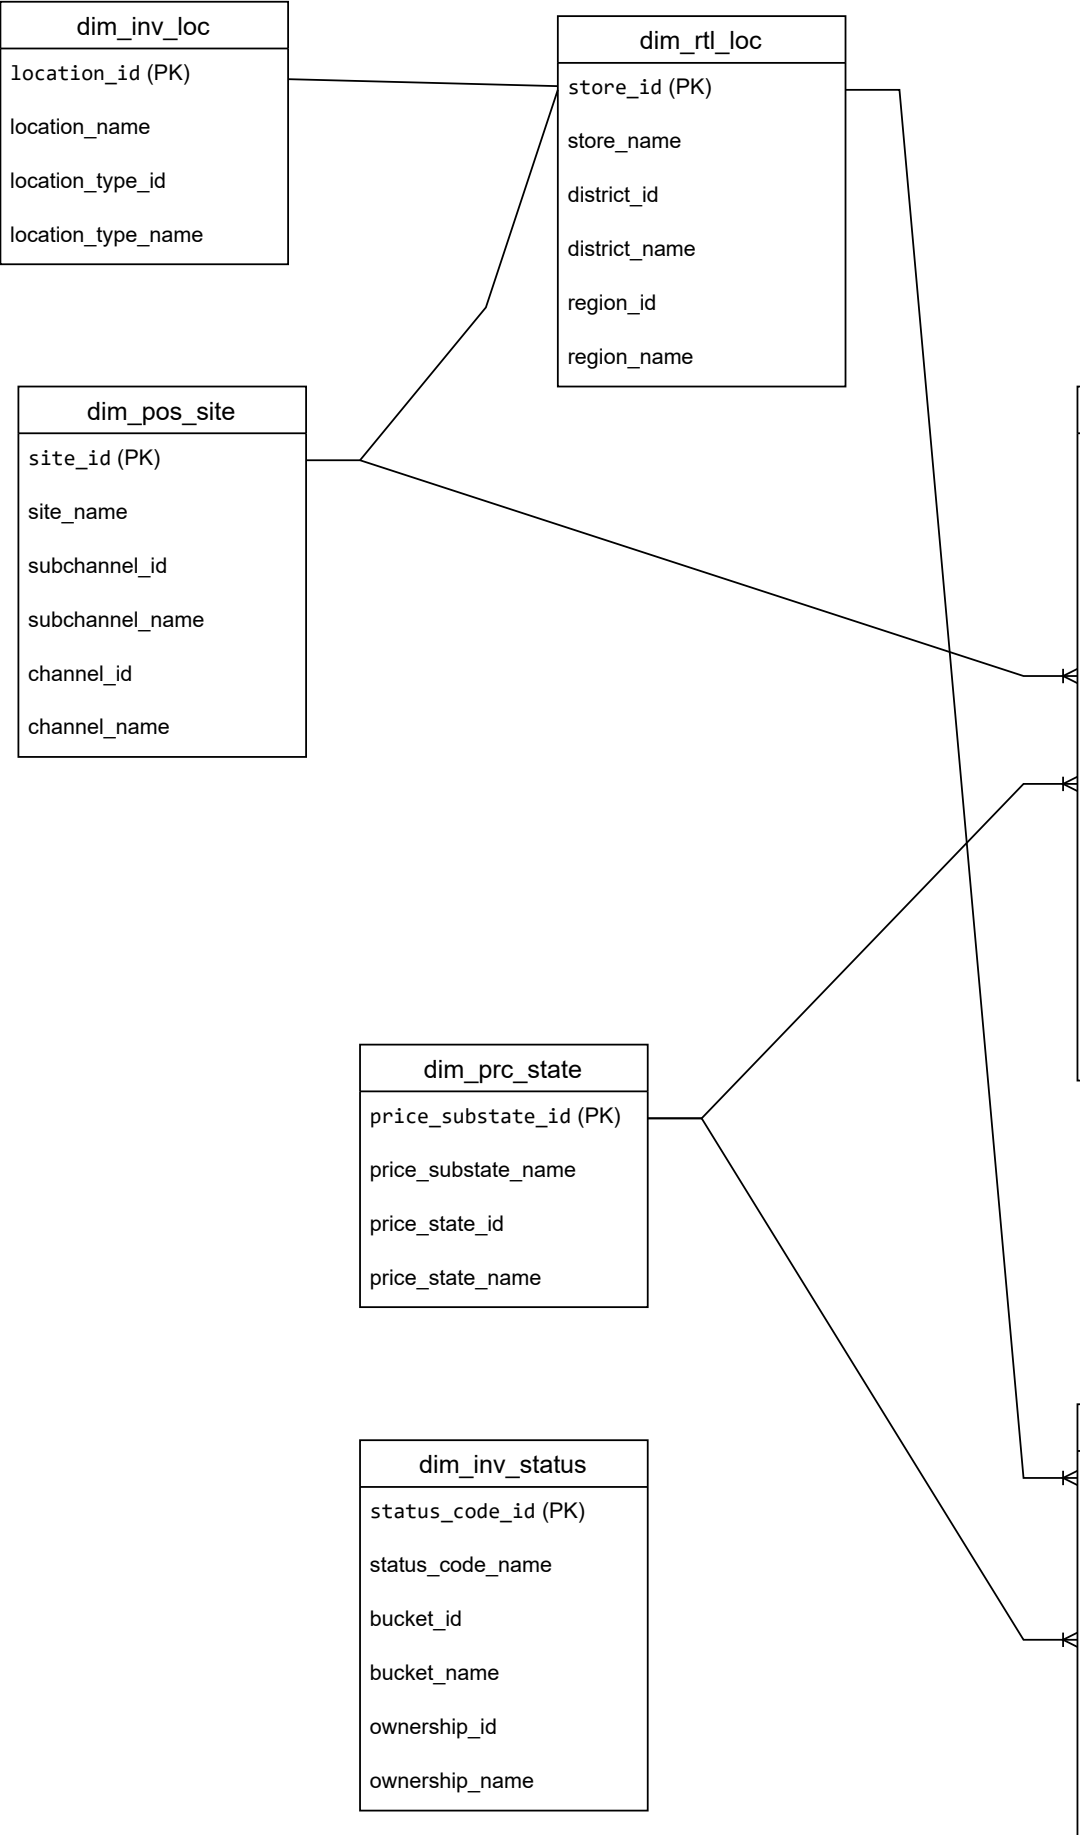 dim_inv_loc
location_id (PK)
location_name
location_type_id
location_type_name
dim_rtl_loc
store_id (PK)
store_name
district_id
district_name
region_id
region_name
dim_pos_site
site_id (PK)
site_name
subchannel_id
subchannel_name
channel_id
channel_name
dim_prc_state
price_substate_id (PK)
price_substate_name
price_state_id
price_state_name
dim_inv_status
status_code_id (PK)
status_code_name
bucket_id
bucket_name
ownership_id
ownership_name